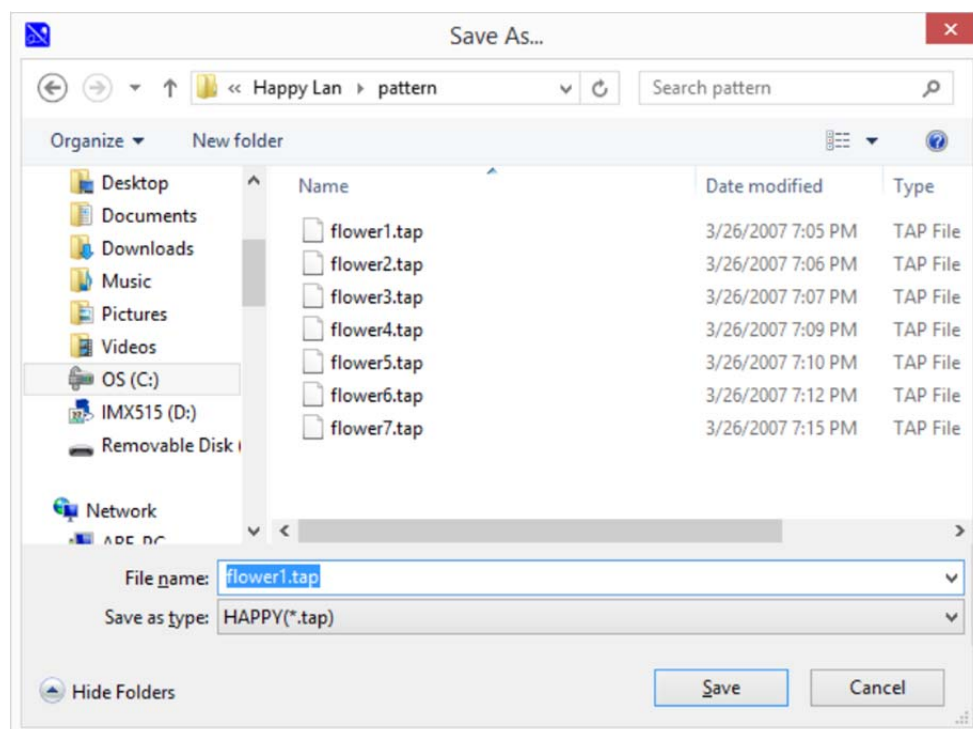 Save As...
« Happy Lan pattern Search pattern
Organize New folder
Name Date modified Type
Desktop
Documents
Downloads
Music
Pictures
Videos
OS (C:)
IMX515 (D:)
Removable Disk
Network
flower1.tap 3/26/2007 7:05 PM TAP File
flower2.tap 3/26/2007 7:06 PM TAP File
flower3.tap 3/26/2007 7:07 PM TAP File
flower4.tap 3/26/2007 7:09 PM TAP File
flower5.tap 3/26/2007 7:10 PM TAP File
flower6.tap 3/26/2007 7:12 PM TAP File
flower7.tap 3/26/2007 7:15 PM TAP File
File name: flower1.tap
Save as type: HAPPY(*.tap)
Hide Folders Save Cancel